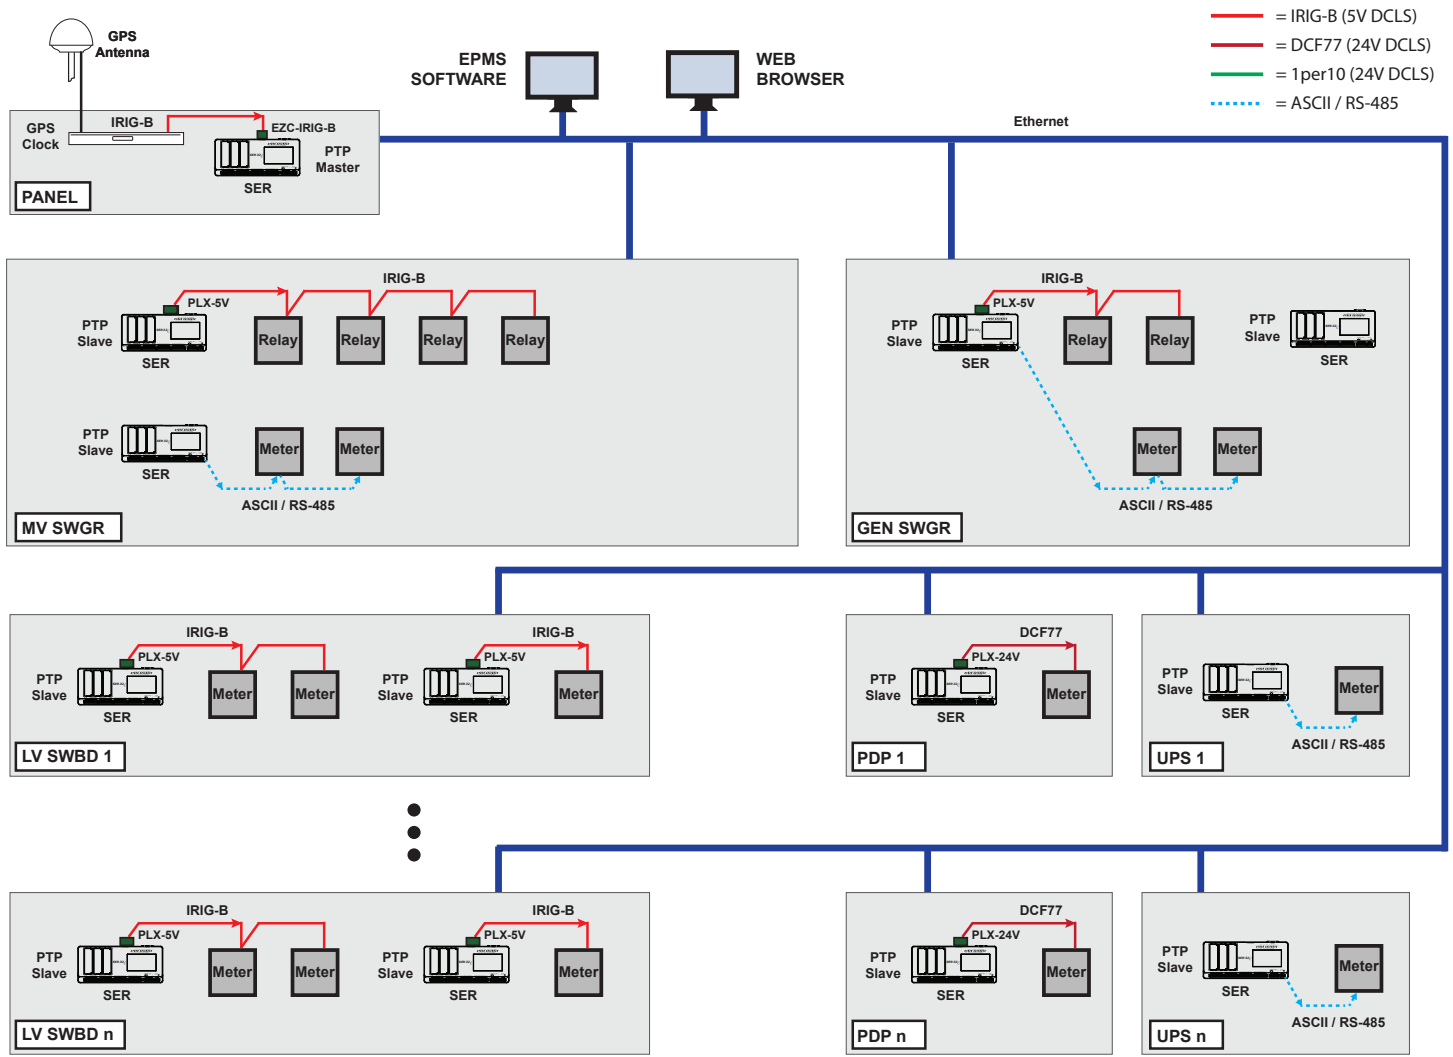 GPS
Antenna
EPMS
SOFTWARE
WEB
BROWSER
= IRIG-B (5V DCLS)
= DCF77 (24V DCLS)
= 1per10 (24V DCLS)
= ASCII / RS-485
GPS
Clock
IRIG-B
EZC-IRIG-B
PTP
Master
SER
PANEL
Ethernet
IRIG-B
PLX-5V
PTP
Slave
SER
Relay
Relay
Relay
Relay
PTP
Slave
SER
Meter
Meter
ASCII / RS-485
MV SWGR
IRIG-B
PLX-5V
PTP
Slave
SER
Relay
Relay
PTP
Slave
SER
Meter
Meter
ASCII / RS-485
GEN SWGR
IRIG-B
PLX-5V
PTP
Slave
SER
Meter
Meter
IRIG-B
PLX-5V
PTP
Slave
SER
Meter
LV SWBD 1
DCF77
PLX-24V
PTP
Slave
SER
Meter
PDP 1
PTP
Slave
SER
Meter
ASCII / RS-485
UPS 1
IRIG-B
PLX-5V
PTP
Slave
SER
Meter
Meter
IRIG-B
PLX-5V
PTP
Slave
SER
Meter
LV SWBD n
DCF77
PLX-24V
PTP
Slave
SER
Meter
PDP n
PTP
Slave
SER
Meter
ASCII / RS-485
UPS n